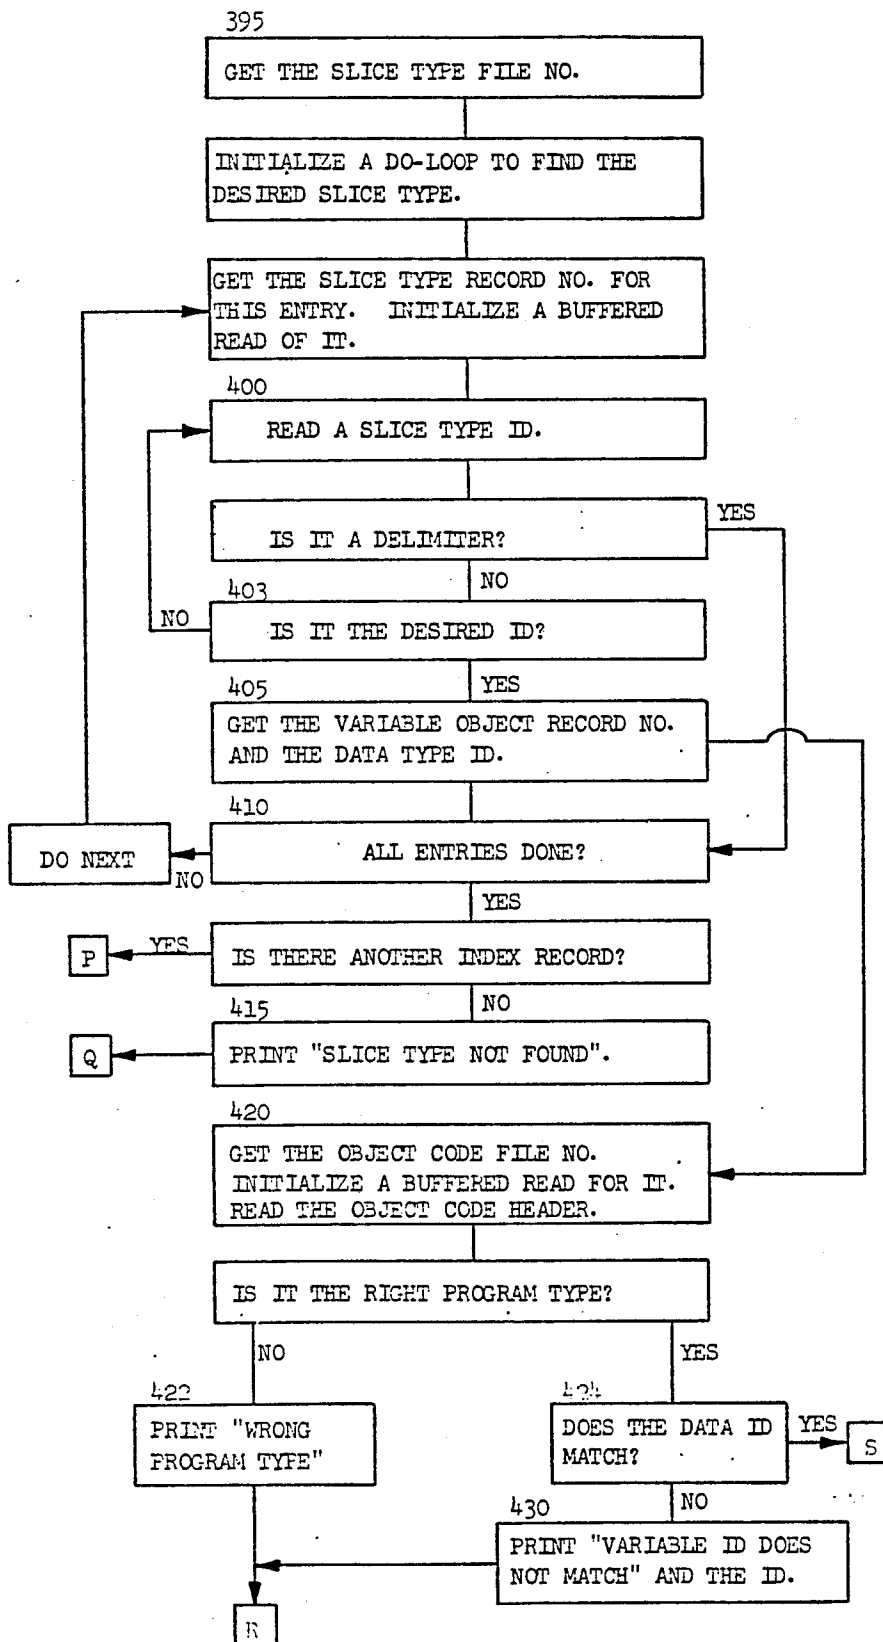 395
GET THE SLICE TYPE FILE NO.
INITIALIZE A DO-LOOP TO FIND THE
DESIRED SLICE TYPE.
GET THE SLICE TYPE RECORD NO. FOR
THIS ENTRY. INITIALIZE A BUFFERED
READ OF IT.
400
READ A SLICE TYPE ID.
YES
IS IT A DELIMITER?
NO
403
NO
IS IT THE DESIRED ID?
YES
405
GET THE VARIABLE OBJECT RECORD NO.
AND THE DATA TYPE ID.
410
ALL ENTRIES DONE?
DO NEXT
NO
YES
P
YES
IS THERE ANOTHER INDEX RECORD?
NO
415
Q
PRINT "SLICE TYPE NOT FOUND".
420
GET THE OBJECT CODE FILE NO.
INITIALIZE A BUFFERED READ FOR IT.
READ THE OBJECT CODE HEADER.
IS IT THE RIGHT PROGRAM TYPE?
NO
YES
422
424
PRINT "WRONG
PROGRAM TYPE"
DOES THE DATA ID
MATCH?
YES
S
NO
430
PRINT "VARIABLE ID DOES
NOT MATCH" AND THE ID.
R